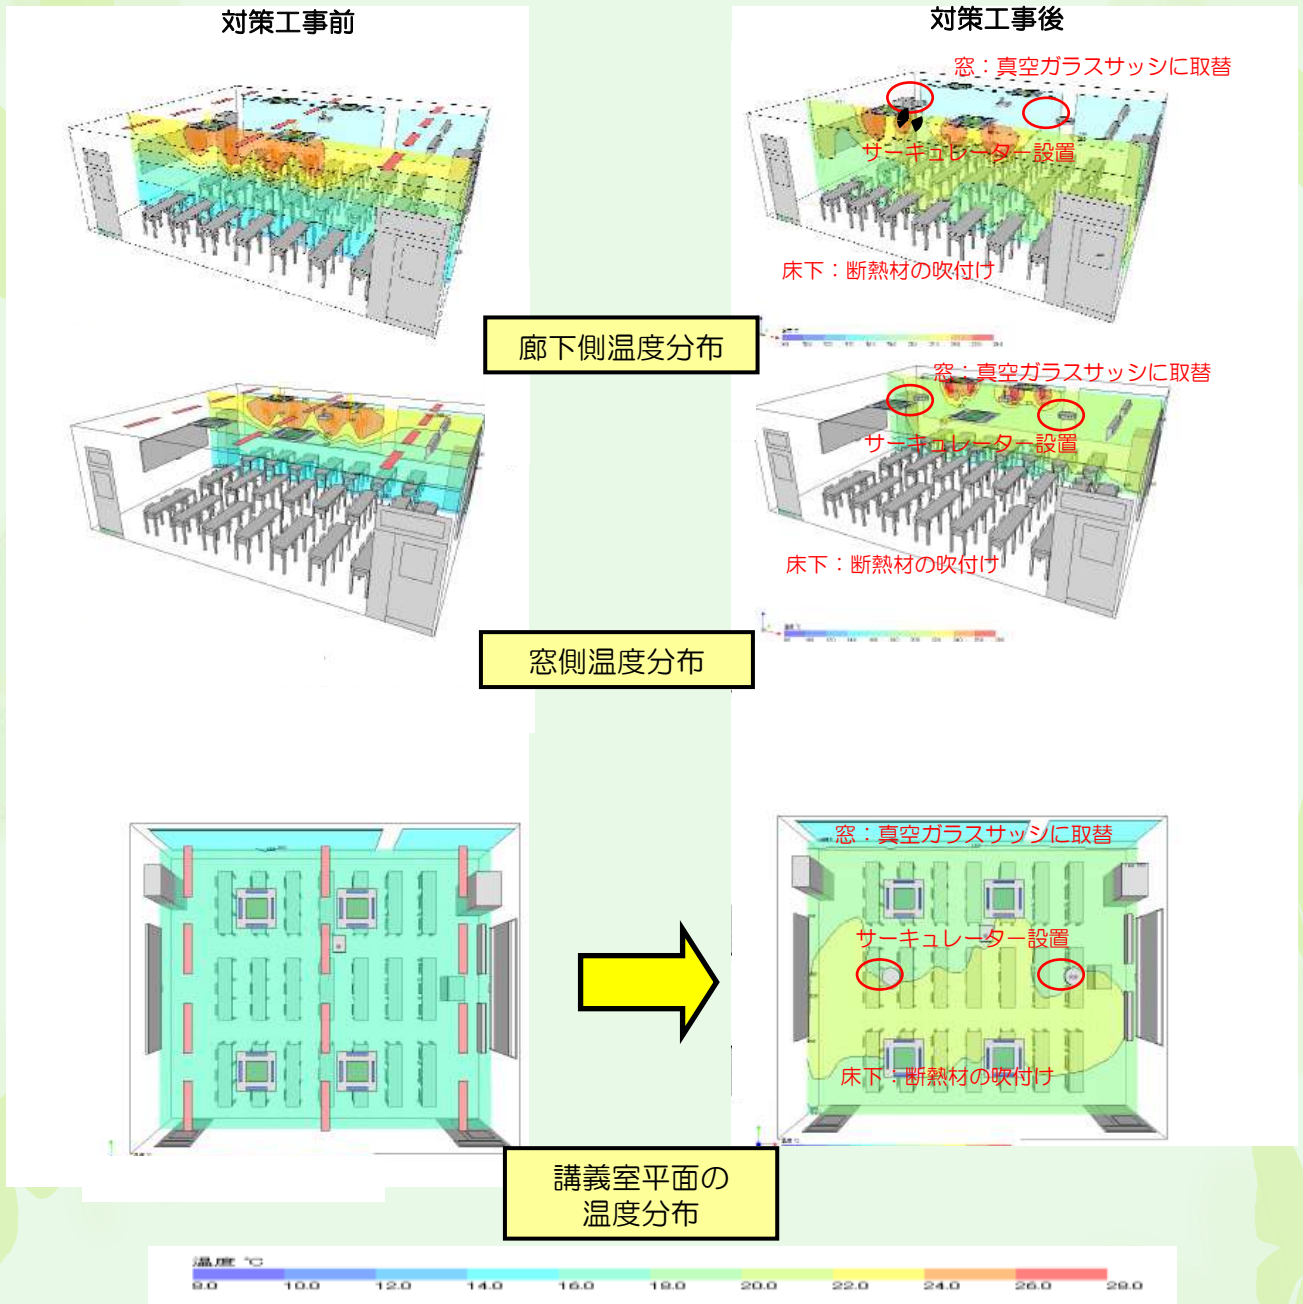 対策工事前
対策工事後
窓：真空ガラスサッシに取替
サーキュレーター設置
床下：断熱材の吹付け
廊下側温度分布
窓：真空ガラスサッシに取替
サーキュレーター設置
床下：断熱材の吹付け
窓側温度分布
窓：真空ガラスサッシに取替
サーキュレーター設置
床下：断熱材の吹付け
講義室平面の
温度分布
温度 ℃
8.0 10.0 12.0 14.0 16.0 18.0 20.0 22.0 24.0 26.0 28.0